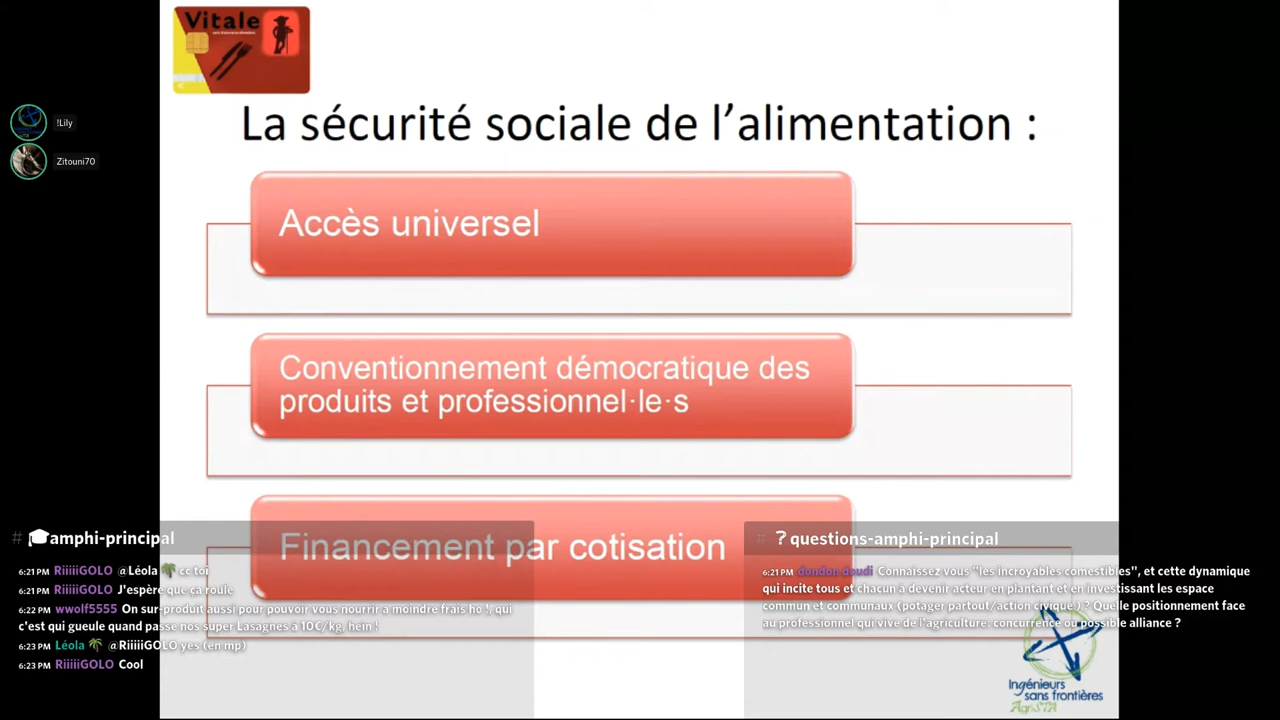 Vitale
!Lily
Zitouni70
La sécurité sociale de l'alimentation :
Accès universel
Conventionnement démocratique des
produits et professionnel·le·s
Financement par cotisation
# 🎓amphi-principal
6:21 PM RiiiiiGOLO @Léola 🌴 cc toi
6:21 PM RiiiiiGOLO J'espère que ça roule
6:22 PM wwolf5555 On sur-produit aussi pour pouvoir vous nourrir a moindre frais ho !, qui
c'est qui gueule quand passe nos super Lasagnes à 10€/kg, hein !
6:23 PM Léola 🌴 @RiiiiiGOLO yes (en mp)
6:23 PM RiiiiiGOLO Cool
# ❔questions-amphi-principal
6:21 PM dondon doudi Connaissez vous "les incroyables comestibles", et cette dynamique
qui incite tous et chacun à devenir acteur en plantant et en investissant les espace
commun et communaux (potager partout/action civique ) ? Quelle positionnement face
au professionnel qui vive de l'agriculture: concurrence ou possible alliance ?
Ingénieurs
sans frontières
AgriSTA